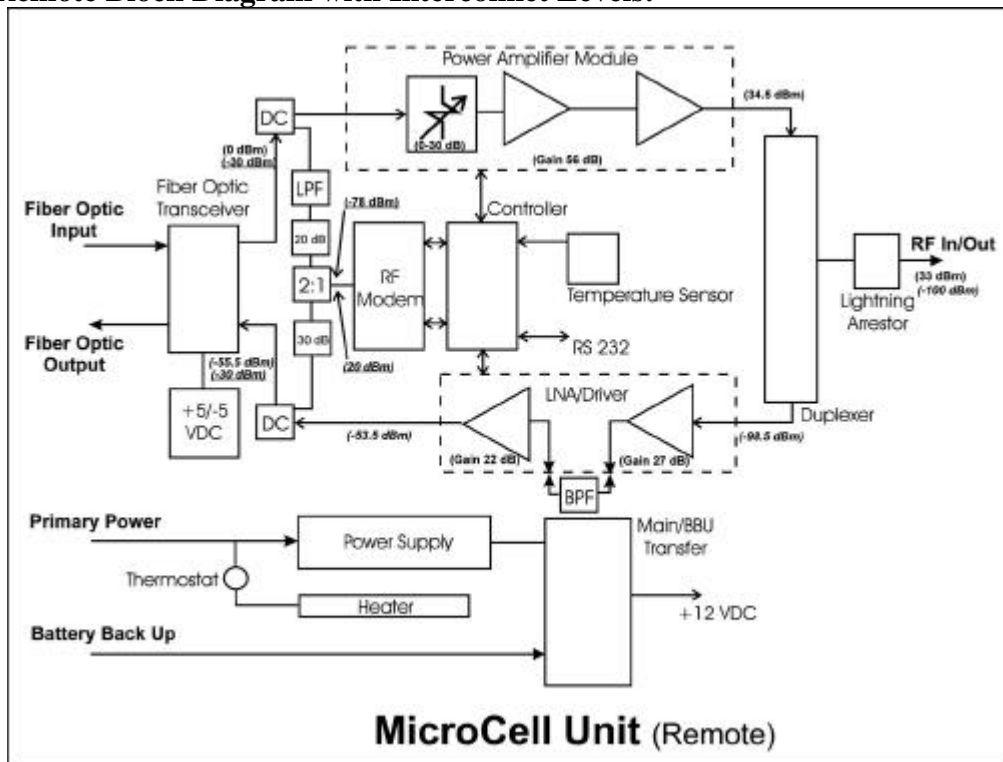 Remote Block Diagram with Interconnect Levels:
Power Amplifier Module
(34.5 dBm)
DC
(0-30 dB)
(0 dBm)
(-30 dBm)
(Gain 56 dB)
Fiber Optic
Transceiver
LPF
(-78 dBm)
Controller
Fiber Optic
Input
20 dB
2:1
RF
Modem
Temperature Sensor
RF In/Out
(33 dBm)
(-100 dBm)
Lightning
Arrestor
30 dB
(20 dBm)
RS 232
Fiber Optic
Output
(-55.5 dBm)
(-30 dBm)
+5/-5
VDC
DC
(-53.5 dBm)
LNA/Driver
(Gain 22 dB)
(Gain 27 dB)
(-98.5 dBm)
Duplexer
BPF
Primary Power
Power Supply
Main/BBU
Transfer
Thermostat
Heater
+12 VDC
Battery Back Up
MicroCell Unit (Remote)